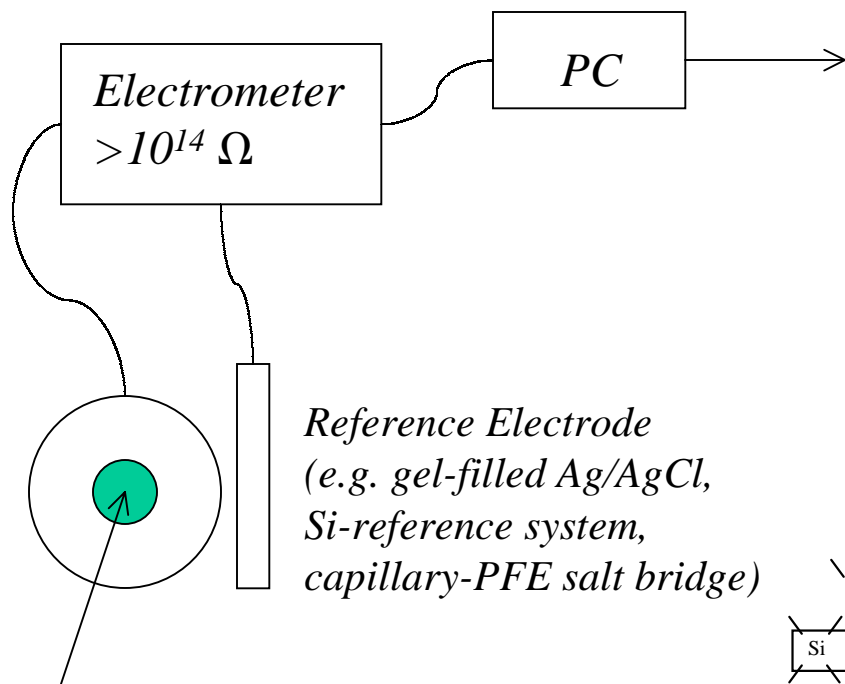 Electrometer
>10¹⁴ Ω
PC
Reference Electrode
(e.g. gel-filled Ag/AgCl,
Si-reference system,
capillary-PFE salt bridge)
Si